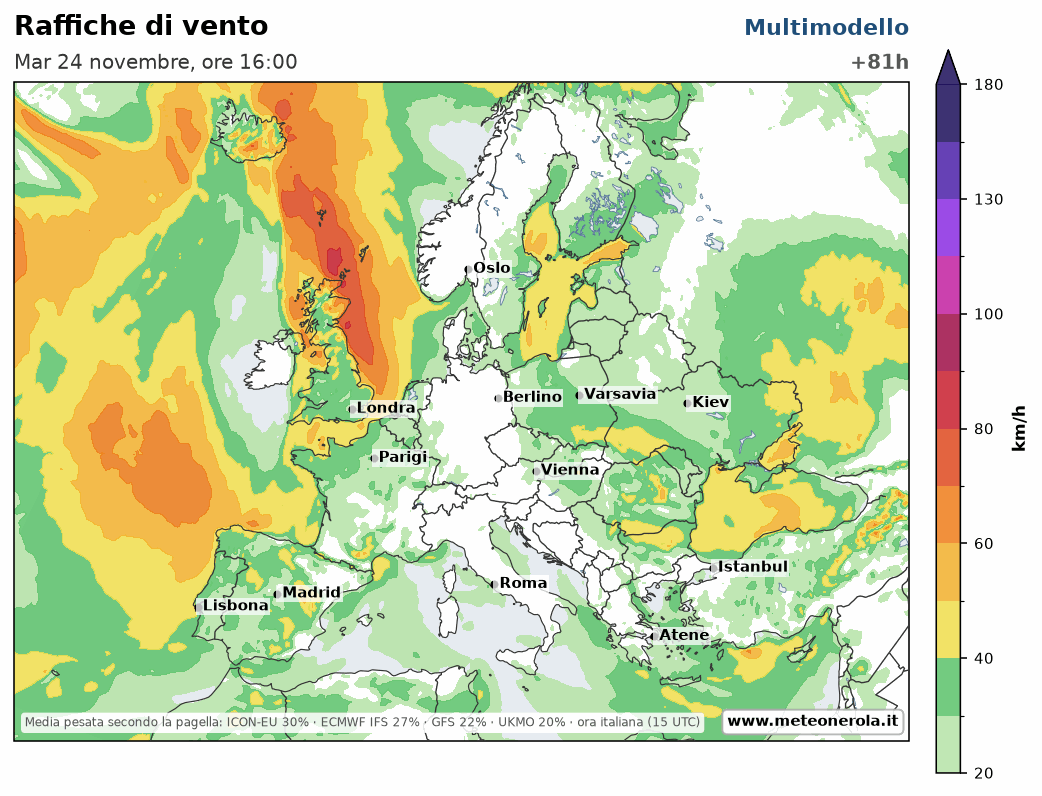 Raffiche di vento
Multimodello
Mar 24 novembre, ore 16:00
+81h
180
130
100
80
60
40
20
km/h
Oslo
Berlino
Varsavia
Kiev
Londra
Parigi
Vienna
Istanbul
Roma
Madrid
Lisbona
Atene
Media pesata secondo la pagella: ICON-EU 30% · ECMWF IFS 27% · GFS 22% · UKMO 20% · ora italiana (15 UTC)
www.meteonerola.it